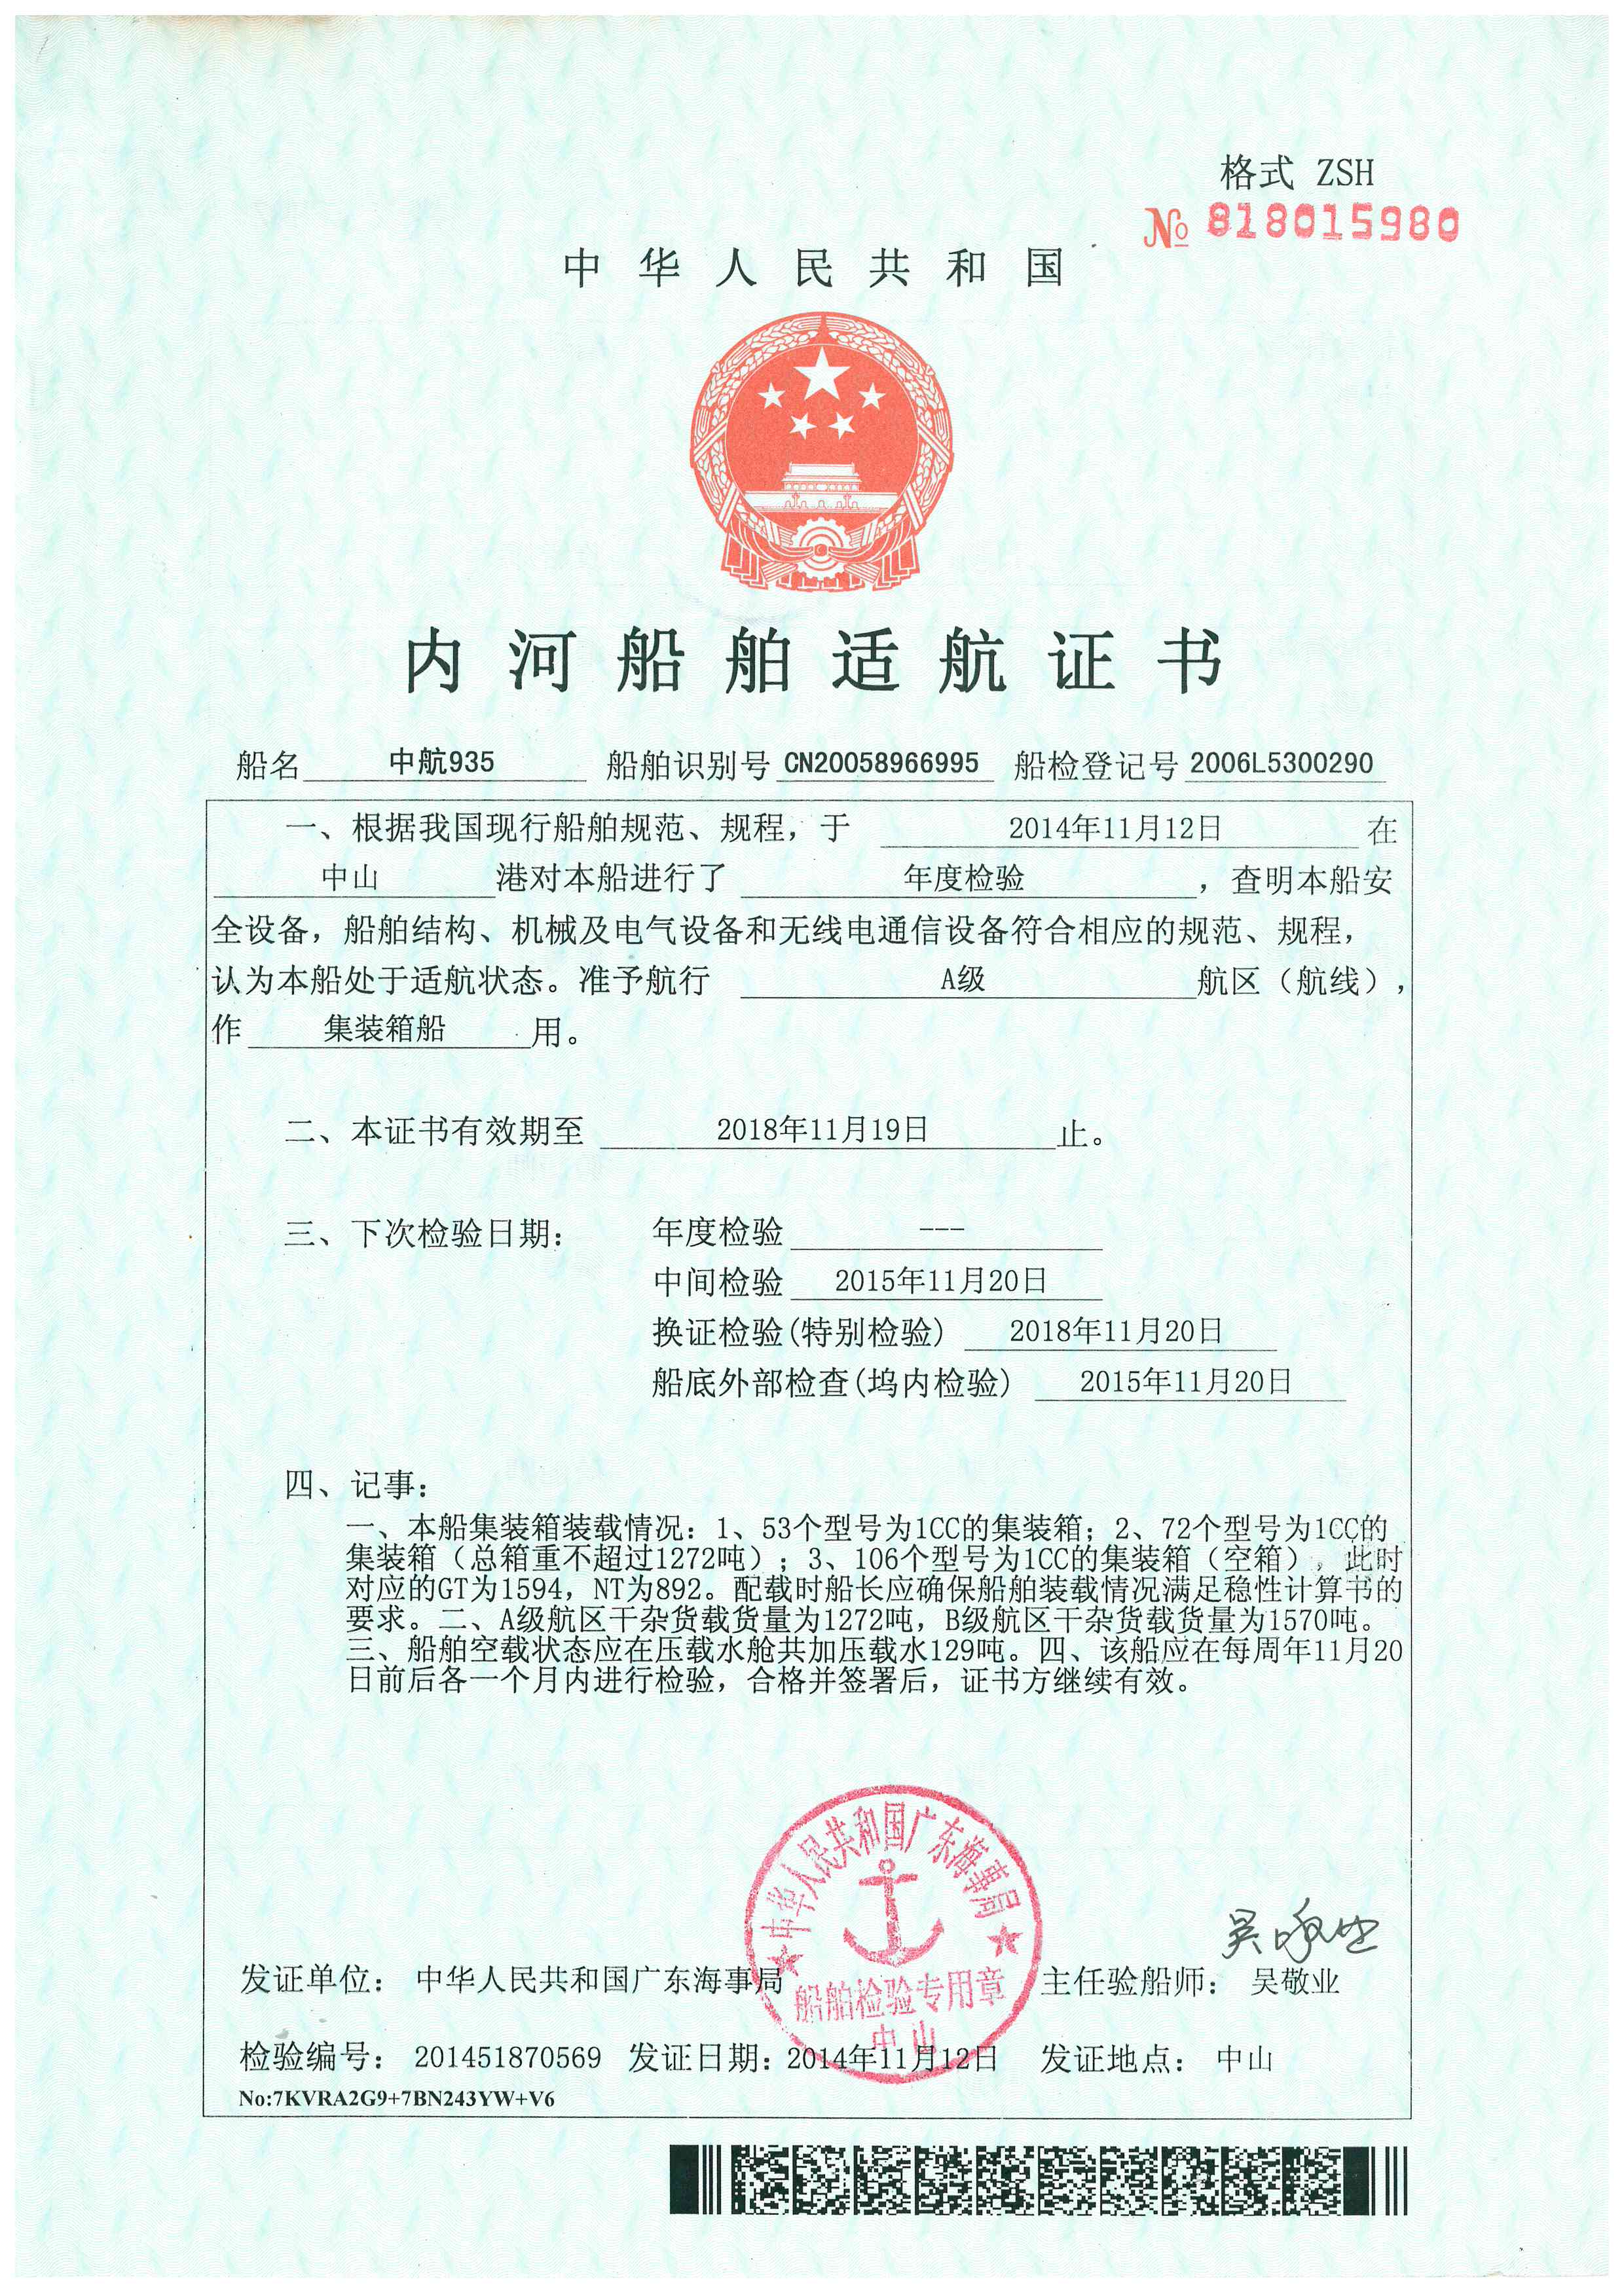 格式 ZSH
№ 818015980
中华人民共和国
内河船舶适航证书
船名 中航935 船舶识别号 CN20058966995 船检登记号 2006L5300290
一、根据我国现行船舶规范、规程，于 2014年11月12日 在
中山 港对本船进行了 年度检验 ，查明本船安
全设备，船舶结构、机械及电气设备和无线电通信设备符合相应的规范、规程，
认为本船处于适航状态。准予航行 A级 航区（航线），
作 集装箱船 用。
二、本证书有效期至 2018年11月19日 止。
三、下次检验日期： 年度检验 ---
中间检验 2015年11月20日
换证检验(特别检验) 2018年11月20日
船底外部检查(坞内检验) 2015年11月20日
四、记事：
一、本船集装箱装载情况：1、53个型号为1CC的集装箱；2、72个型号为1CC的
集装箱（总箱重不超过1272吨）；3、106个型号为1CC的集装箱（空箱），此时
对应的GT为1594，NT为892。配载时船长应确保船舶装载情况满足稳性计算书的
要求。二、A级航区干杂货载货量为1272吨，B级航区干杂货载货量为1570吨。
三、船舶空载状态应在压载水舱共加压载水129吨。四、该船应在每周年11月20
日前后各一个月内进行检验，合格并签署后，证书方继续有效。
中华人民共和国广东海事局
船舶检验专用章
中山
吴敬业
发证单位： 中华人民共和国广东海事局 主任验船师： 吴敬业
检验编号： 201451870569 发证日期：2014年11月12日 发证地点： 中山
No:7KVRA2G9+7BN243YW+V6